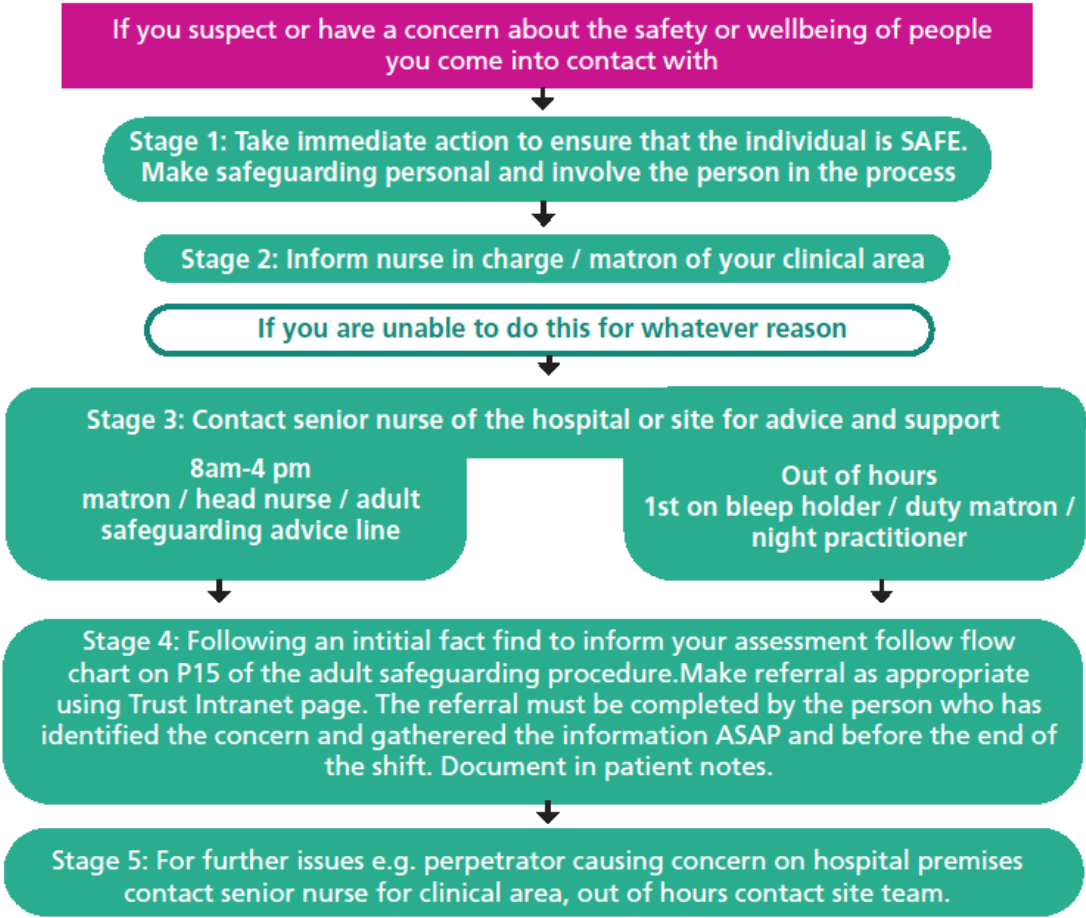 If you suspect or have a concern about the safety or wellbeing of people
you come into contact with
Stage 1: Take immediate action to ensure that the individual is SAFE.
Make safeguarding personal and involve the person in the process
Stage 2: Inform nurse in charge / matron of your clinical area
If you are unable to do this for whatever reason
Stage 3: Contact senior nurse of the hospital or site for advice and support
8am-4 pm
matron / head nurse / adult
safeguarding advice line
Out of hours
1st on bleep holder / duty matron /
night practitioner
Stage 4: Following an intitial fact find to inform your assessment follow flow
chart on P15 of the adult safeguarding procedure.Make referral as appropriate
using Trust Intranet page. The referral must be completed by the person who has
identified the concern and gatherered the information ASAP and before the end of
the shift. Document in patient notes.
Stage 5: For further issues e.g. perpetrator causing concern on hospital premises
contact senior nurse for clinical area, out of hours contact site team.